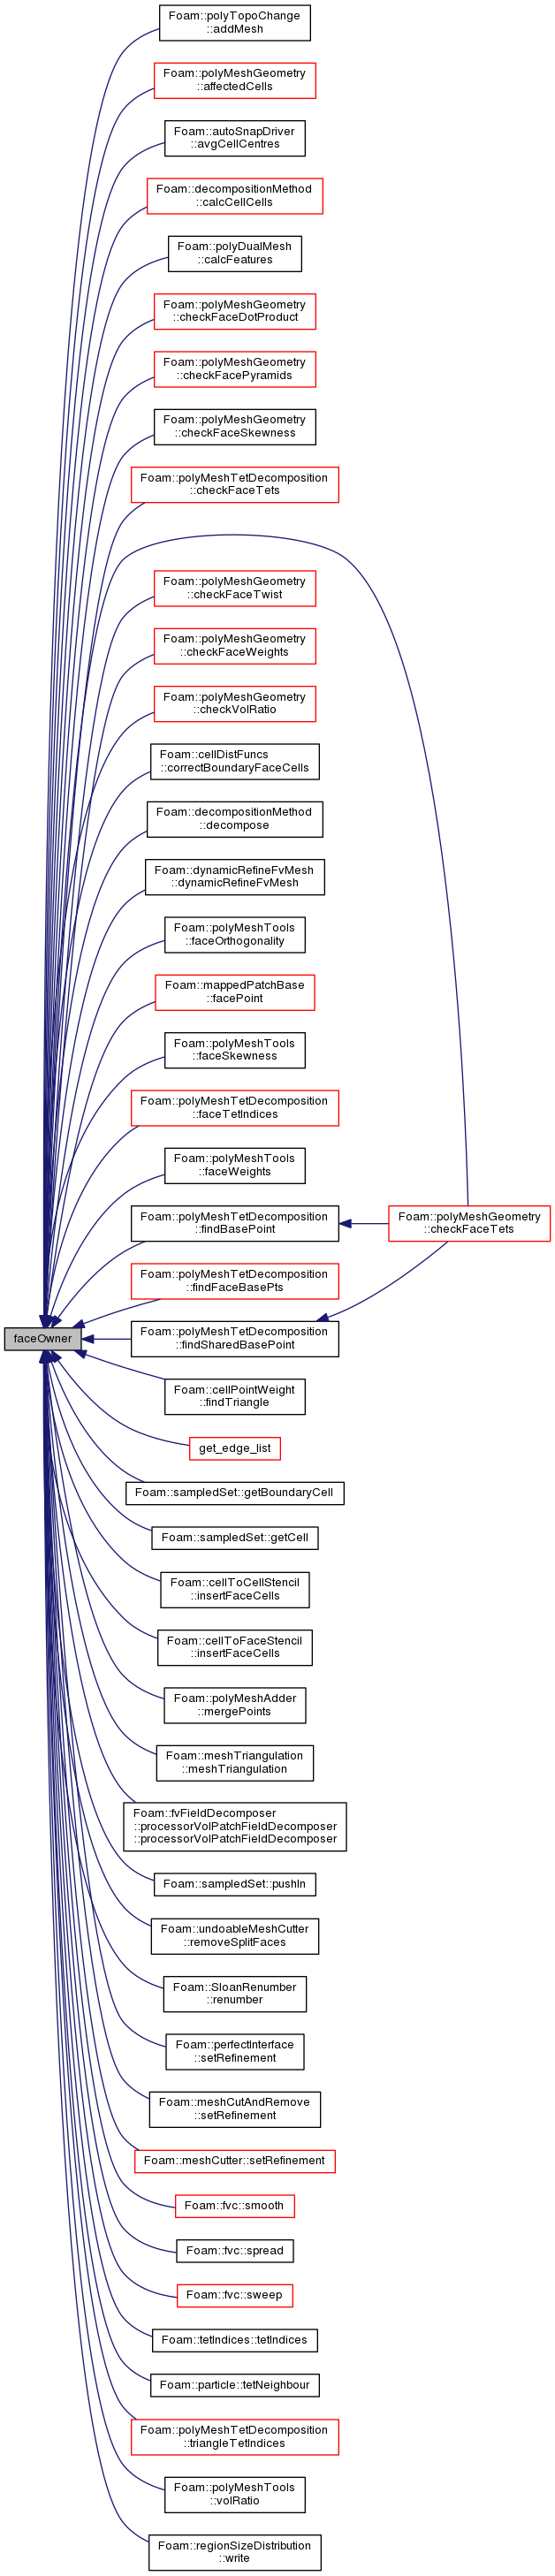 Foam::polyTopoChange
::addMesh
Foam::polyMeshGeometry
::affectedCells
Foam::autoSnapDriver
::avgCellCentres
Foam::decompositionMethod
::calcCellCells
Foam::polyDualMesh
::calcFeatures
Foam::polyMeshGeometry
::checkFaceDotProduct
Foam::polyMeshGeometry
::checkFacePyramids
Foam::polyMeshGeometry
::checkFaceSkewness
Foam::polyMeshTetDecomposition
::checkFaceTets
Foam::polyMeshGeometry
::checkFaceTwist
Foam::polyMeshGeometry
::checkFaceWeights
Foam::polyMeshGeometry
::checkVolRatio
Foam::cellDistFuncs
::correctBoundaryFaceCells
Foam::decompositionMethod
::decompose
Foam::dynamicRefineFvMesh
::dynamicRefineFvMesh
Foam::polyMeshTools
::faceOrthogonality
Foam::mappedPatchBase
::facePoint
Foam::polyMeshTools
::faceSkewness
Foam::polyMeshTetDecomposition
::faceTetIndices
Foam::polyMeshTools
::faceWeights
Foam::polyMeshTetDecomposition
::findBasePoint
Foam::polyMeshGeometry
::checkFaceTets
Foam::polyMeshTetDecomposition
::findFaceBasePts
faceOwner
Foam::polyMeshTetDecomposition
::findSharedBasePoint
Foam::cellPointWeight
::findTriangle
get_edge_list
Foam::sampledSet::getBoundaryCell
Foam::sampledSet::getCell
Foam::cellToCellStencil
::insertFaceCells
Foam::cellToFaceStencil
::insertFaceCells
Foam::polyMeshAdder
::mergePoints
Foam::meshTriangulation
::meshTriangulation
Foam::fvFieldDecomposer
::processorVolPatchFieldDecomposer
::processorVolPatchFieldDecomposer
Foam::sampledSet::pushIn
Foam::undoableMeshCutter
::removeSplitFaces
Foam::SloanRenumber
::renumber
Foam::perfectInterface
::setRefinement
Foam::meshCutAndRemove
::setRefinement
Foam::meshCutter::setRefinement
Foam::fvc::smooth
Foam::fvc::spread
Foam::fvc::sweep
Foam::tetIndices::tetIndices
Foam::particle::tetNeighbour
Foam::polyMeshTetDecomposition
::triangleTetIndices
Foam::polyMeshTools
::volRatio
Foam::regionSizeDistribution
::write